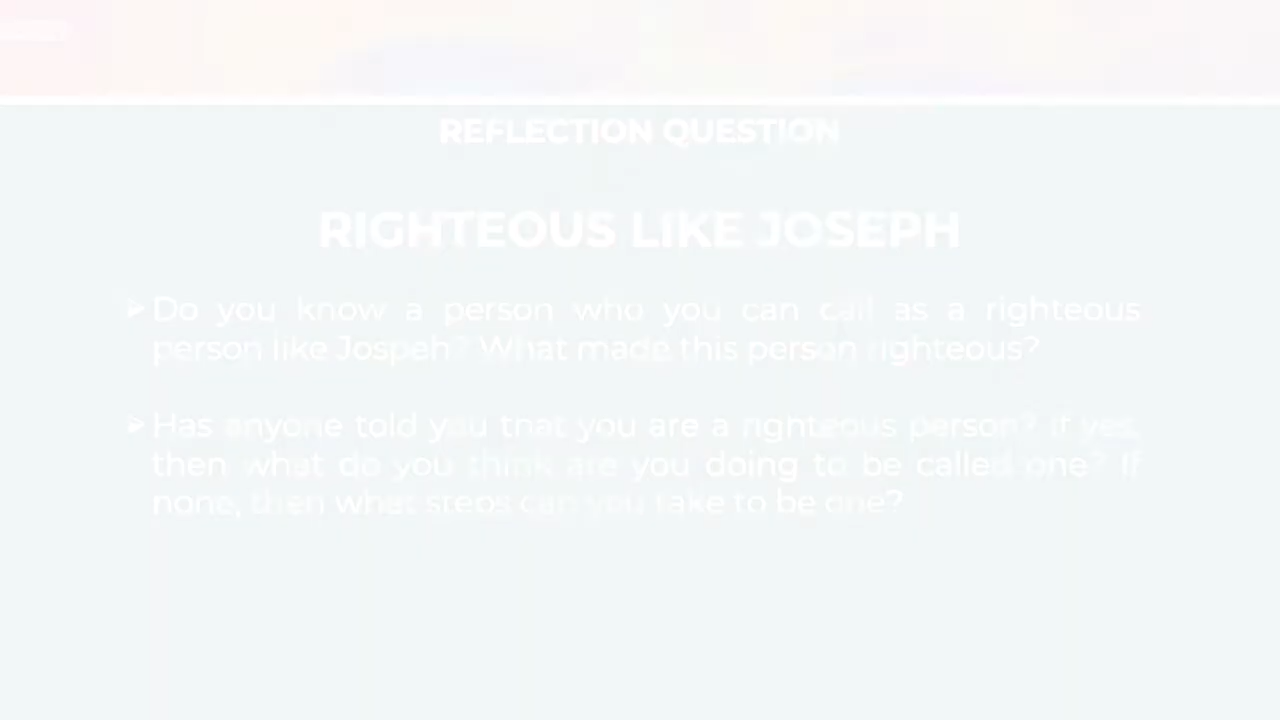 REFLECTION QUESTION
RIGHTEOUS LIKE JOSEPH
➢ Do you know a person who you can call as a righteous
person like Jospeh? What made this person righteous?
➢ Has anyone told you that you are a righteous person? If yes,
then what do you think are you doing to be called one? If
none, then what steps can you take to be one?